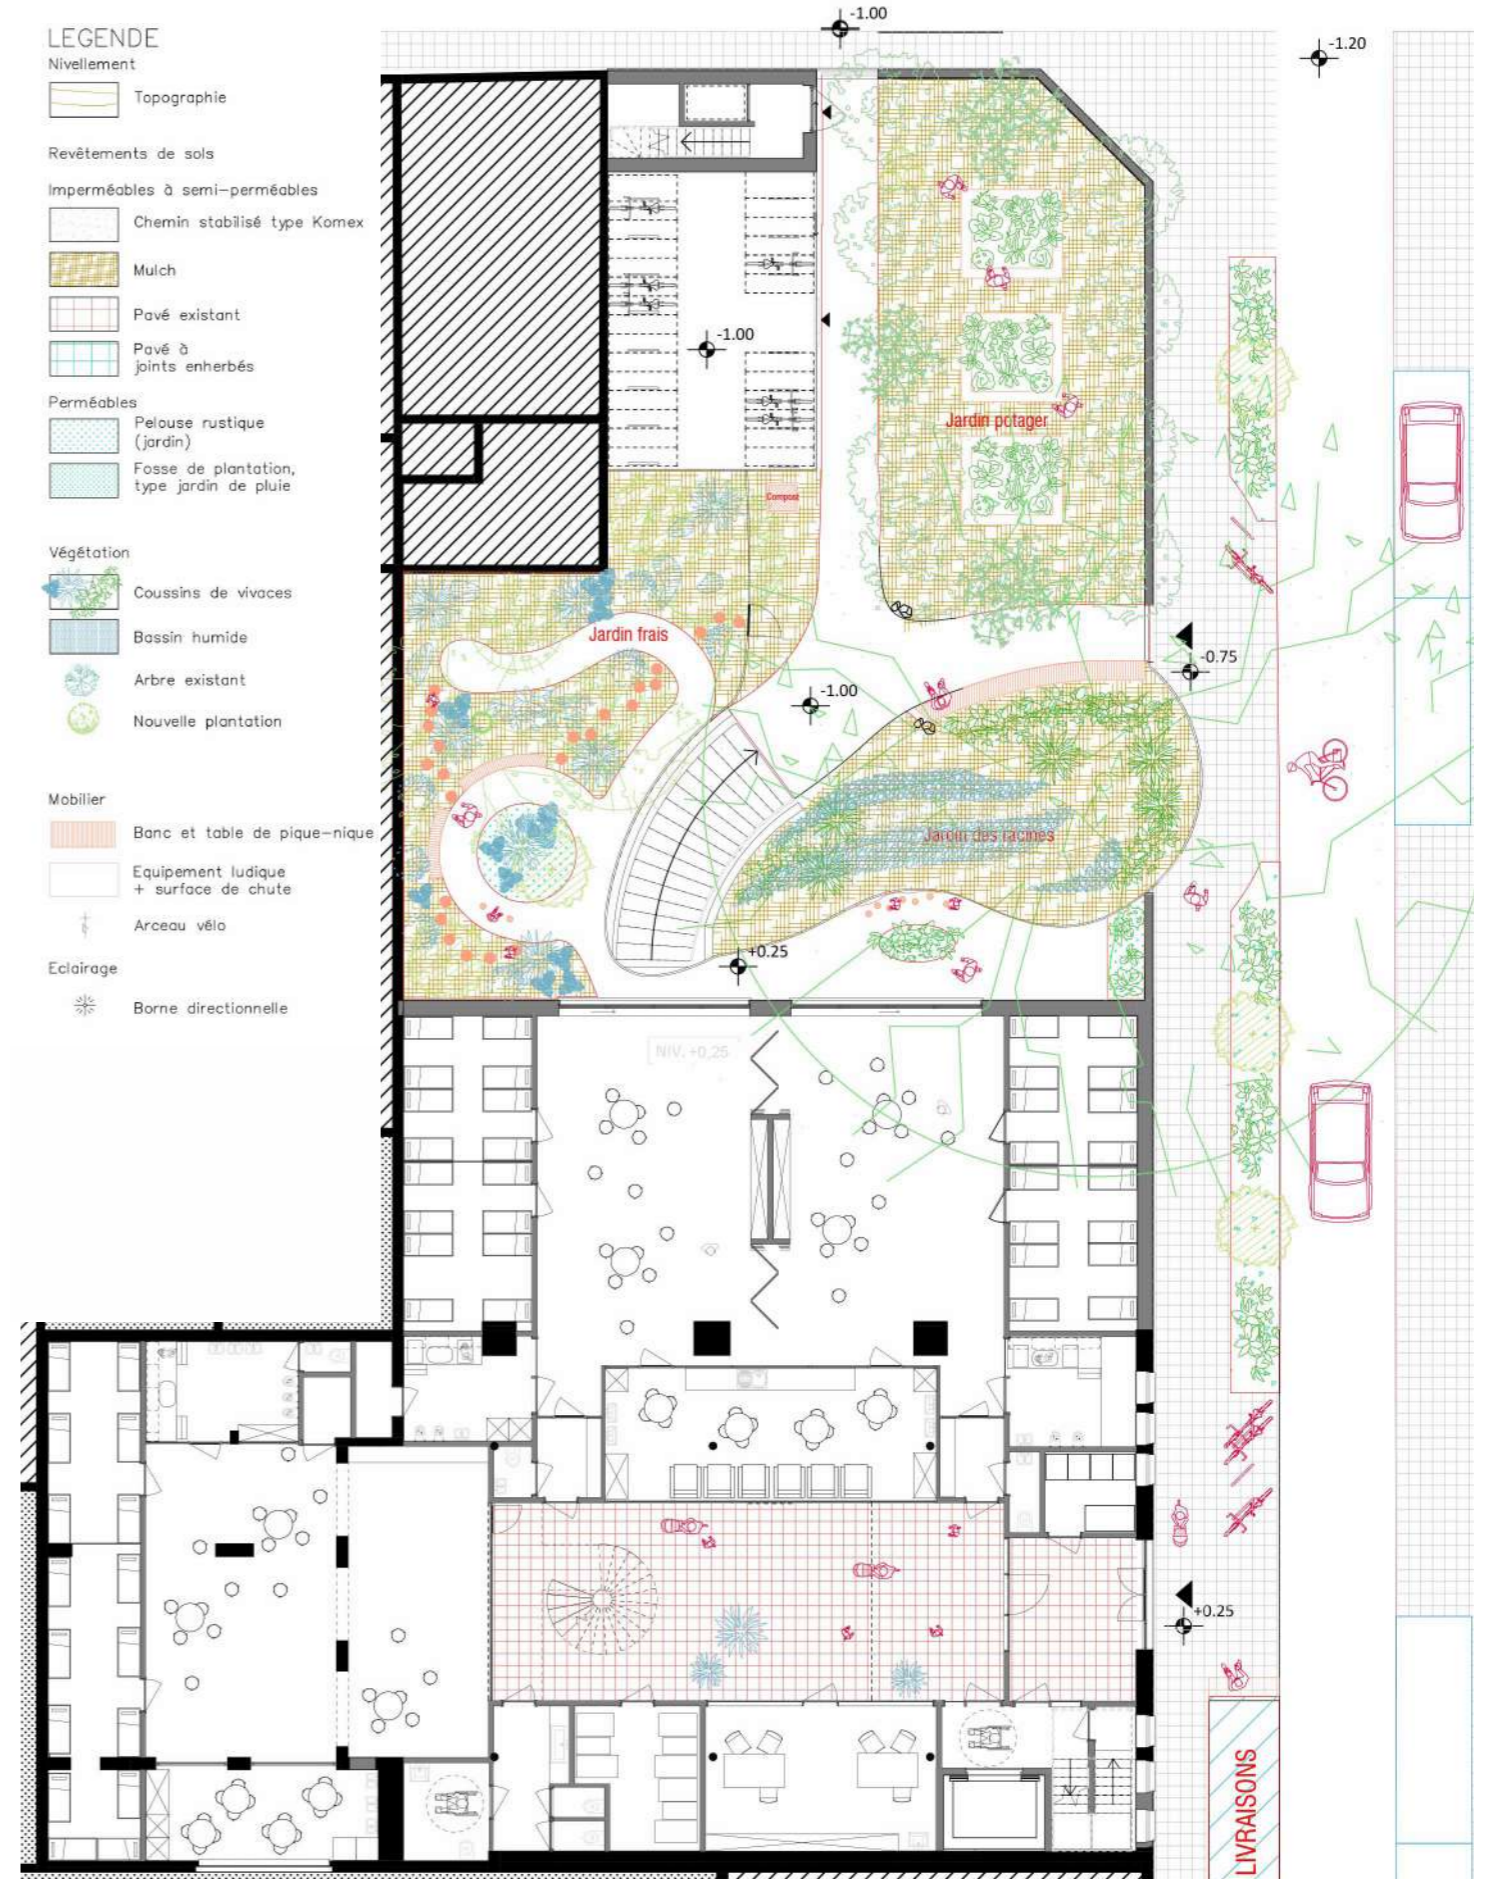 LEGENDE
Nivellement
Topographie
Revêtements de sols
Imperméables à semi-perméables
Chemin stabilisé type Komex
Mulch
Pavé existant
Pavé à
joints enherbés
Perméables
Pelouse rustique
(jardin)
Fosse de plantation,
type jardin de pluie
Végétation
Coussins de vivaces
Bassin humide
Arbre existant
Nouvelle plantation
Mobilier
Banc et table de pique-nique
Equipement ludique
+ surface de chute
Arceau vélo
Eclairage
Borne directionnelle
-1.00
-1.20
-1.00
Jardin potager
Compost
Jardin frais
-0.75
-1.00
Jardin des racines
+0.25
NIV. +0,25
+0.25
LIVRAISONS